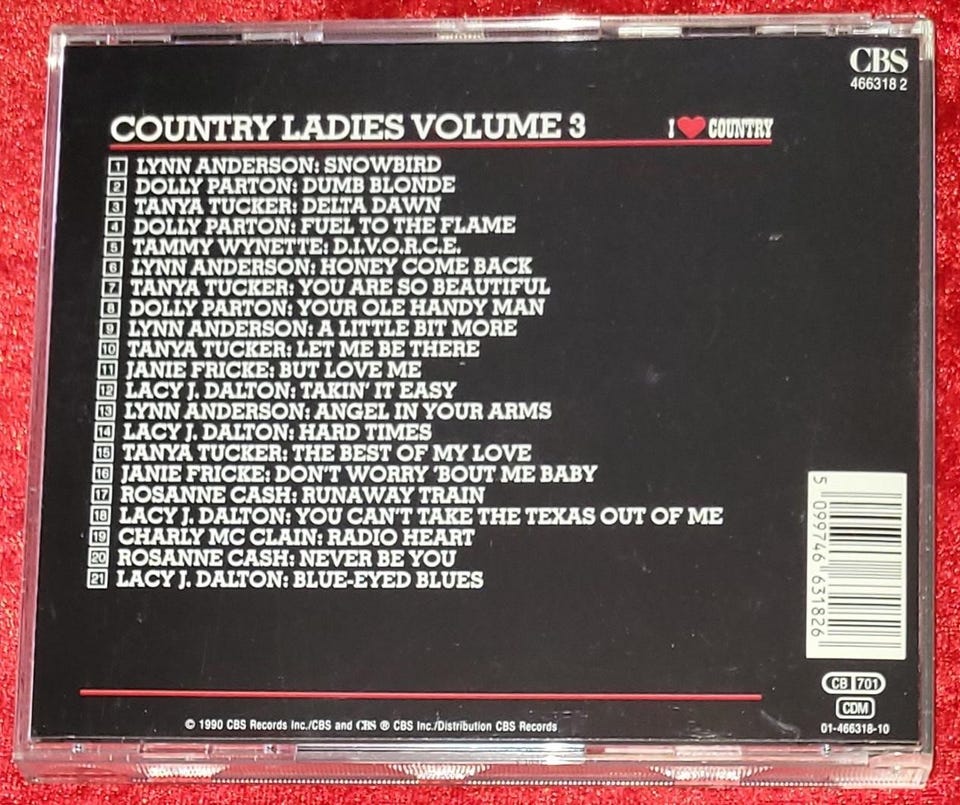 CBS
466318 2
COUNTRY LADIES VOLUME 3
I ❤ COUNTRY
1 LYNN ANDERSON: SNOWBIRD
2 DOLLY PARTON: DUMB BLONDE
3 TANYA TUCKER: DELTA DAWN
4 DOLLY PARTON: FUEL TO THE FLAME
5 TAMMY WYNETTE: D.I.V.O.R.C.E.
6 LYNN ANDERSON: HONEY COME BACK
7 TANYA TUCKER: YOU ARE SO BEAUTIFUL
8 DOLLY PARTON: YOUR OLE HANDY MAN
9 LYNN ANDERSON: A LITTLE BIT MORE
10 TANYA TUCKER: LET ME BE THERE
11 JANIE FRICKE: BUT LOVE ME
12 LACY J. DALTON: TAKIN' IT EASY
13 LYNN ANDERSON: ANGEL IN YOUR ARMS
14 LACY J. DALTON: HARD TIMES
15 TANYA TUCKER: THE BEST OF MY LOVE
16 JANIE FRICKE: DON'T WORRY 'BOUT ME BABY
17 ROSANNE CASH: RUNAWAY TRAIN
18 LACY J. DALTON: YOU CAN'T TAKE THE TEXAS OUT OF ME
19 CHARLY MC CLAIN: RADIO HEART
20 ROSANNE CASH: NEVER BE YOU
21 LACY J. DALTON: BLUE-EYED BLUES
5 099746 631826
CB 701
CDM
01-466318-10
© 1990 CBS Records Inc./CBS and CBS ® CBS Inc./Distribution CBS Records